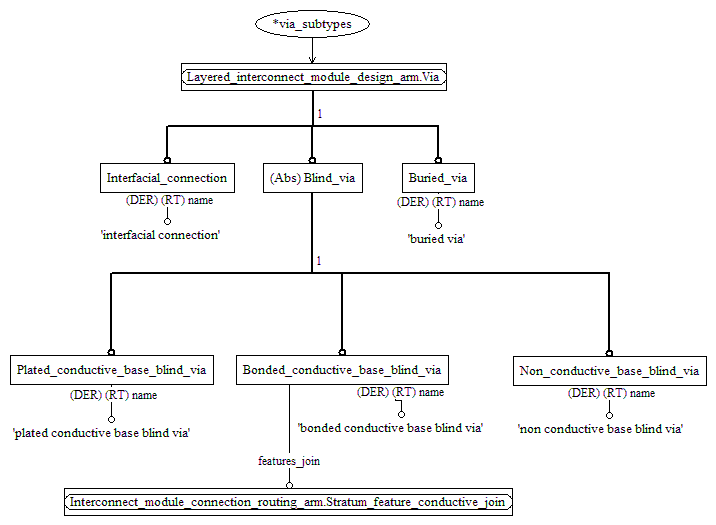 *via_subtypes
Layered_interconnect_module_design_arm.Via
1
Interfacial_connection
(Abs) Blind_via
Buried_via
(DER) (RT) name
(DER) (RT) name
'interfacial connection'
'buried via'
1
Plated_conductive_base_blind_via
Bonded_conductive_base_blind_via
Non_conductive_base_blind_via
(DER) (RT) name
(DER) (RT) name
(DER) (RT) name
'plated conductive base blind via'
'bonded conductive base blind via'
'non conductive base blind via'
features_join
Interconnect_module_connection_routing_arm.Stratum_feature_conductive_join